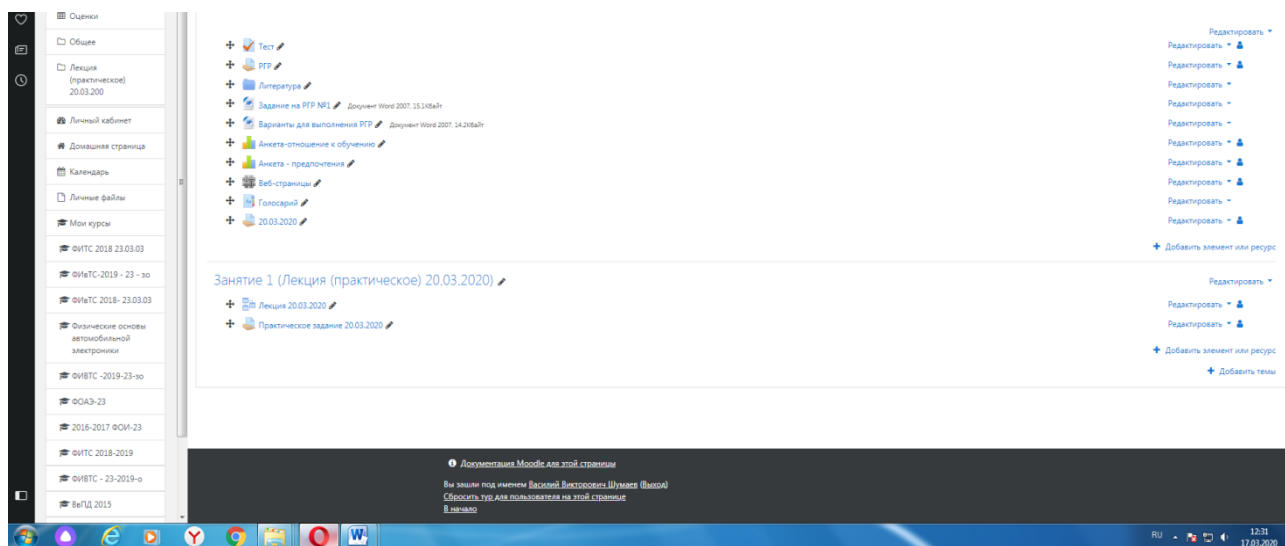 Оценки
Общее
Лекция
(практическое)
20.03.200
Личный кабинет
Домашняя страница
Календарь
Личные файлы
Мои курсы
ФИТС 2018 23.03.03
ФИвТС-2019 - 23 - зо
ФИвТС 2018- 23.03.03
Физические основы
автомобильной
электроники
ФИВТС -2019-23-зо
ФОАЭ-23
2016-2017 ФОИ-23
ФИТС 2018-2019
ФИВТС - 23-2019-о
ВвПД 2015
Редактировать
Тест Редактировать
РГР Редактировать
Литература Редактировать
Задание на РГР №1 Документ Word 2007, 15.1Кбайт Редактировать
Варианты для выполнения РГР Документ Word 2007, 14.2Кбайт Редактировать
Анкета-отношение к обучению Редактировать
Анкета - предпочтения Редактировать
Веб-страницы Редактировать
Голосарий Редактировать
20.03.2020 Редактировать
Добавить элемент или ресурс
Занятие 1 (Лекция (практическое) 20.03.2020) Редактировать
Лекция 20.03.2020 Редактировать
Практическое задание 20.03.2020 Редактировать
Добавить элемент или ресурс
Добавить темы
Документация Moodle для этой страницы
Вы зашли под именем Василий Викторович Шумаев (Выход)
Сбросить тур для пользователя на этой странице
В начало
RU
12:31
17.03.2020